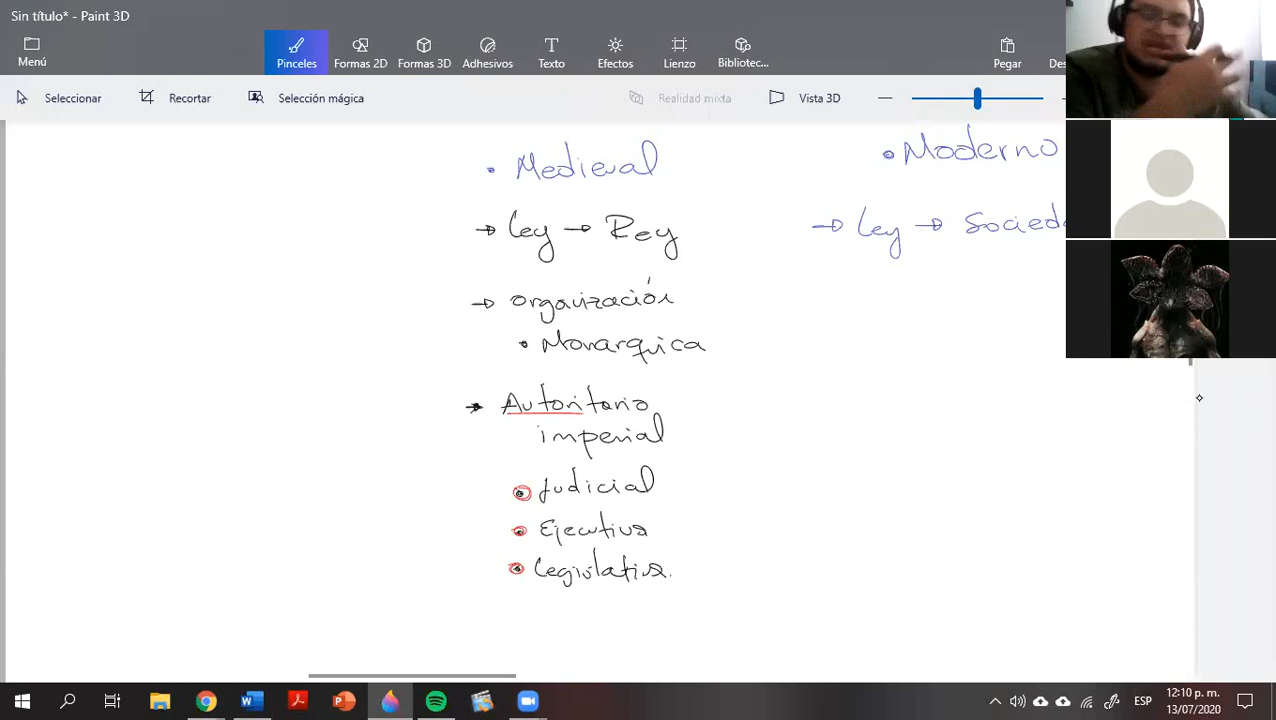 Sin título* - Paint 3D
Menú
Pinceles
Formas 2D
Formas 3D
Adhesivos
Texto
Efectos
Lienzo
Bibliotec...
Pegar
Des
Seleccionar
Recortar
Selección mágica
Realidad mixta
Vista 3D
• Medieval
→ Ley → Rey
→ Organización
• Monarquica
→ Autoritario
imperial
• Judicial
• Ejecutiva
• Legislativa.
• Moderno
→ Ley → Socied
ESP
12:10 p. m.
13/07/2020